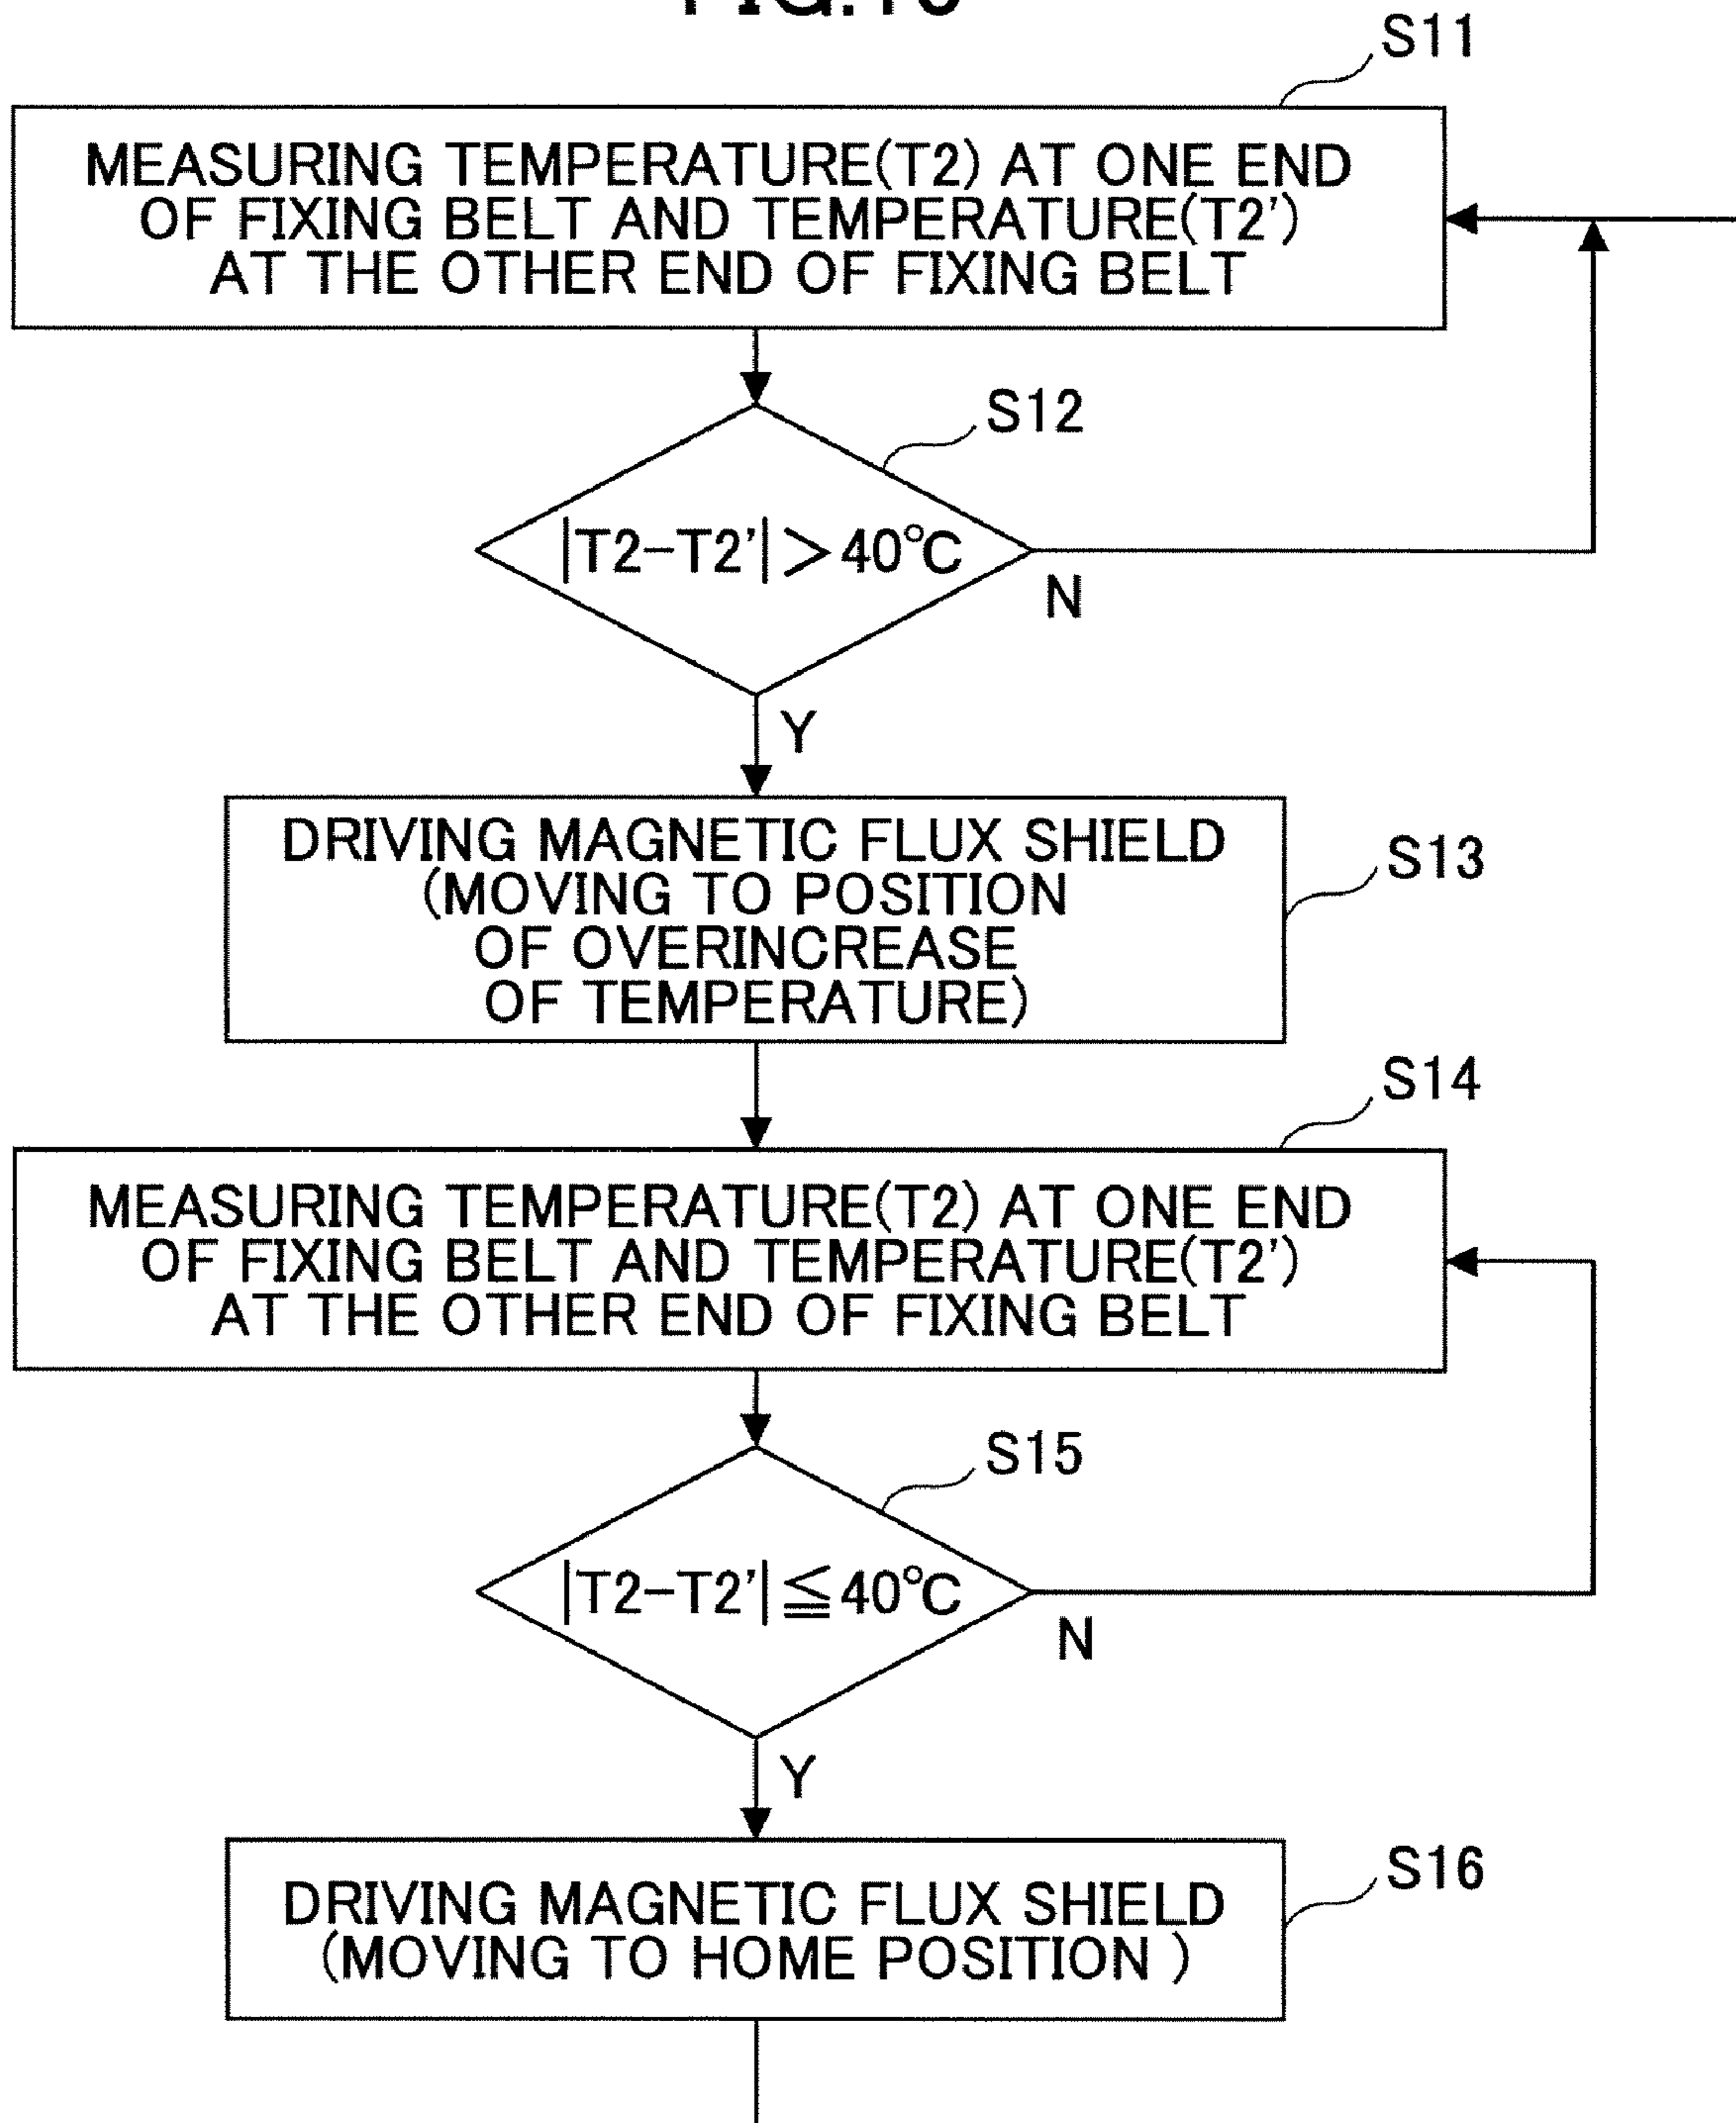 S11
MEASURING TEMPERATURE(T2) AT ONE END
OF FIXING BELT AND TEMPERATURE(T2')
AT THE OTHER END OF FIXING BELT
S12
|T2-T2'|>40°C
N
Y
DRIVING MAGNETIC FLUX SHIELD
(MOVING TO POSITION
OF OVERINCREASE
OF TEMPERATURE)
S13
S14
MEASURING TEMPERATURE(T2) AT ONE END
OF FIXING BELT AND TEMPERATURE(T2')
AT THE OTHER END OF FIXING BELT
S15
|T2-T2'|≦40°C
N
Y
DRIVING MAGNETIC FLUX SHIELD
(MOVING TO HOME POSITION )
S16